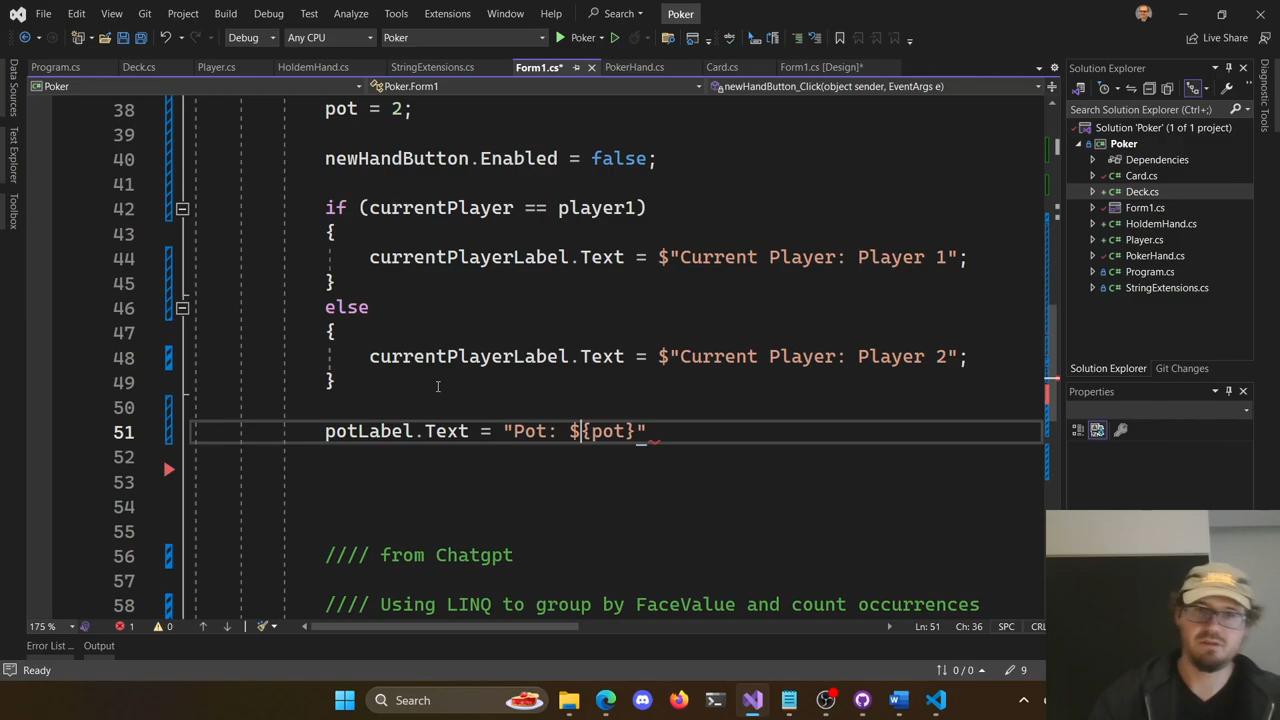 File Edit View Git Project Build Debug Test Analyze Tools Extensions Window Help Search Poker
Debug Any CPU Poker Poker Live Share
Program.cs Deck.cs Player.cs HoldemHand.cs StringExtensions.cs Form1.cs* PokerHand.cs Card.cs Form1.cs [Design]*
Poker Poker.Form1 newHandButton_Click(object sender, EventArgs e)
Data Sources
Test Explorer
Toolbox
38 pot = 2;
39
40 newHandButton.Enabled = false;
41
42 if (currentPlayer == player1)
43 {
44 currentPlayerLabel.Text = $"Current Player: Player 1";
45 }
46 else
47 {
48 currentPlayerLabel.Text = $"Current Player: Player 2";
49 }
50
51 potLabel.Text = "Pot: ${pot}"
52
53
54
55
56 //// from Chatgpt
57
58 //// Using LINQ to group by FaceValue and count occurrences
175 % 1 0 Ln: 51 Ch: 36 SPC CRL
Error List ... Output
Ready 0 / 0 9
Solution Explorer
Search Solution Explorer (Ctrl+;)
Solution 'Poker' (1 of 1 project)
Poker
Dependencies
C# Card.cs
C# Deck.cs
Form1.cs
C# HoldemHand.cs
C# Player.cs
C# PokerHand.cs
C# Program.cs
C# StringExtensions.cs
Solution Explorer Git Changes
Properties
Diagnostic Tools
Search